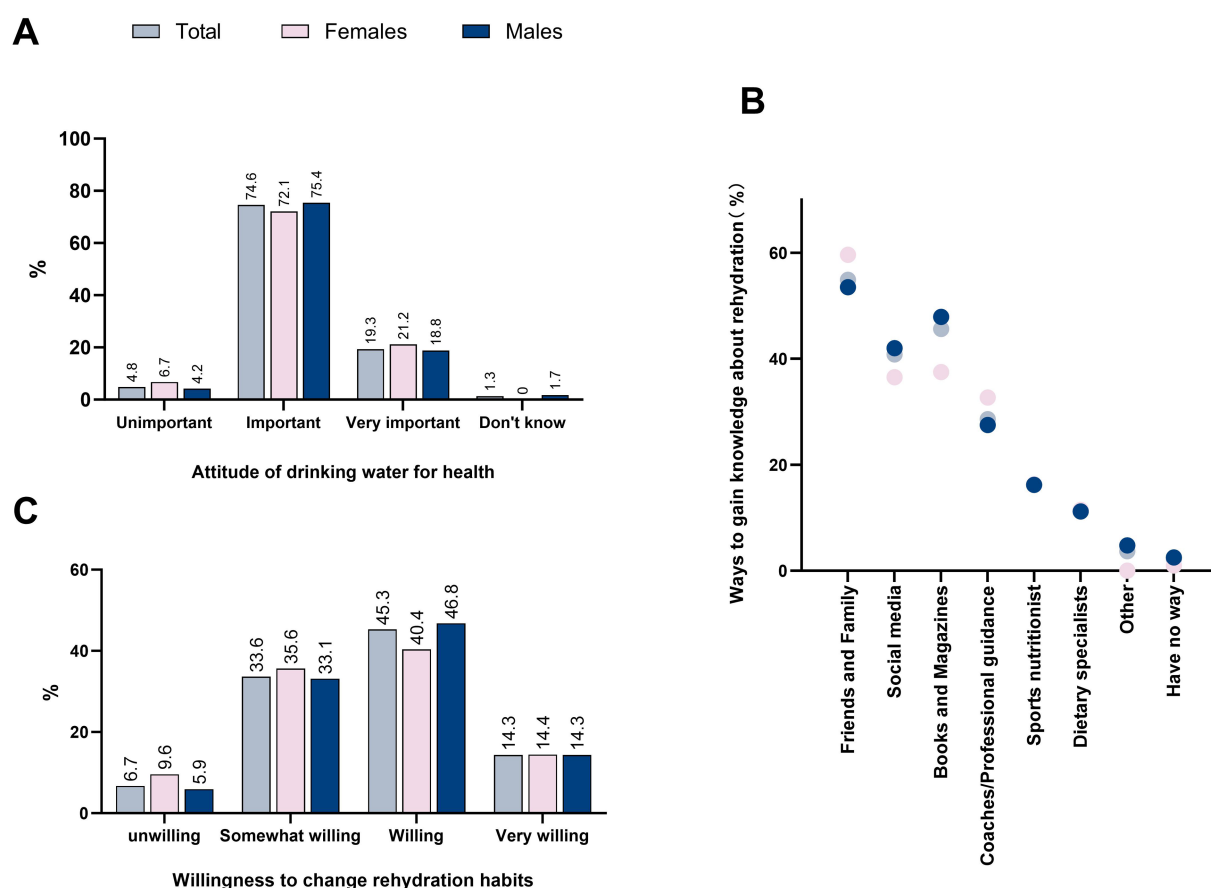 A
Total Females Males
100
80
60
40
20
0
%
4.8 6.7 4.2 74.6 72.1 75.4 19.3 21.2 18.8 1.3 0 1.7
Unimportant Important Very important Don't know
Attitude of drinking water for health
B
Ways to gain knowledge about rehydration( %)
60
40
20
0
Friends and Family
Social media
Books and Magazines
Coaches/Professional guidance
Sports nutritionist
Dietary specialists
Other
Have no way
C
60
40
20
0
%
6.7 9.6 5.9 33.6 35.6 33.1 45.3 40.4 46.8 14.3 14.4 14.3
unwilling Somewhat willing Willing Very willing
Willingness to change rehydration habits